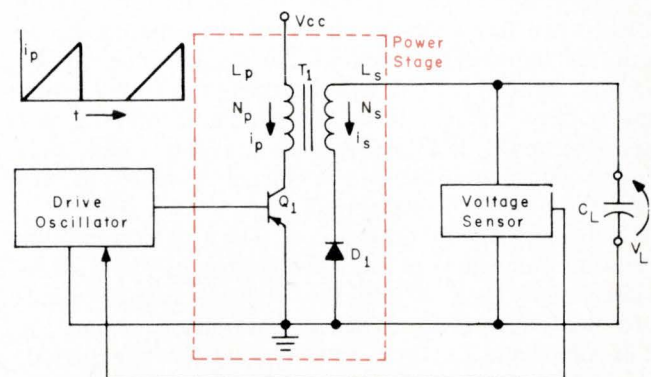 Vcc
Power
Stage
ip
t
Lp
T1
Ls
Np
Ns
ip
is
Drive
Oscillator
Q1
Voltage
Sensor
CL
VL
D1